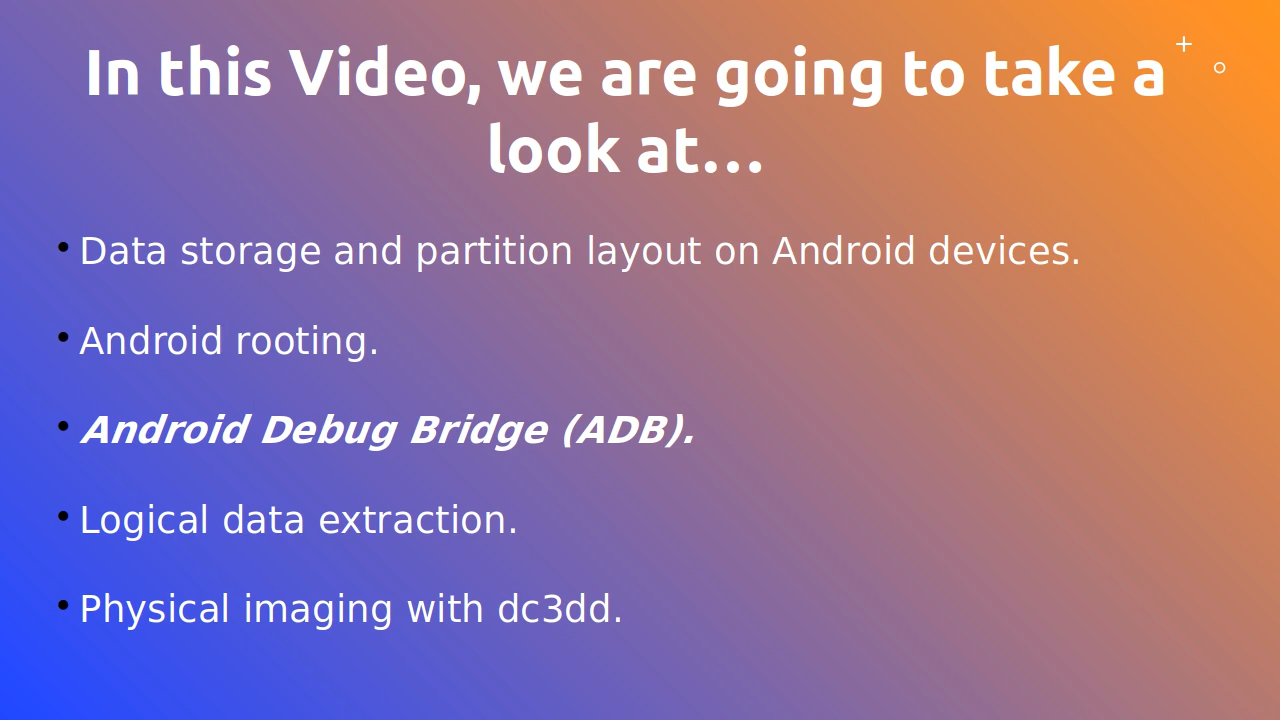 In this Video, we are going to take a
look at...
• Data storage and partition layout on Android devices.
• Android rooting.
• Android Debug Bridge (ADB).
• Logical data extraction.
• Physical imaging with dc3dd.